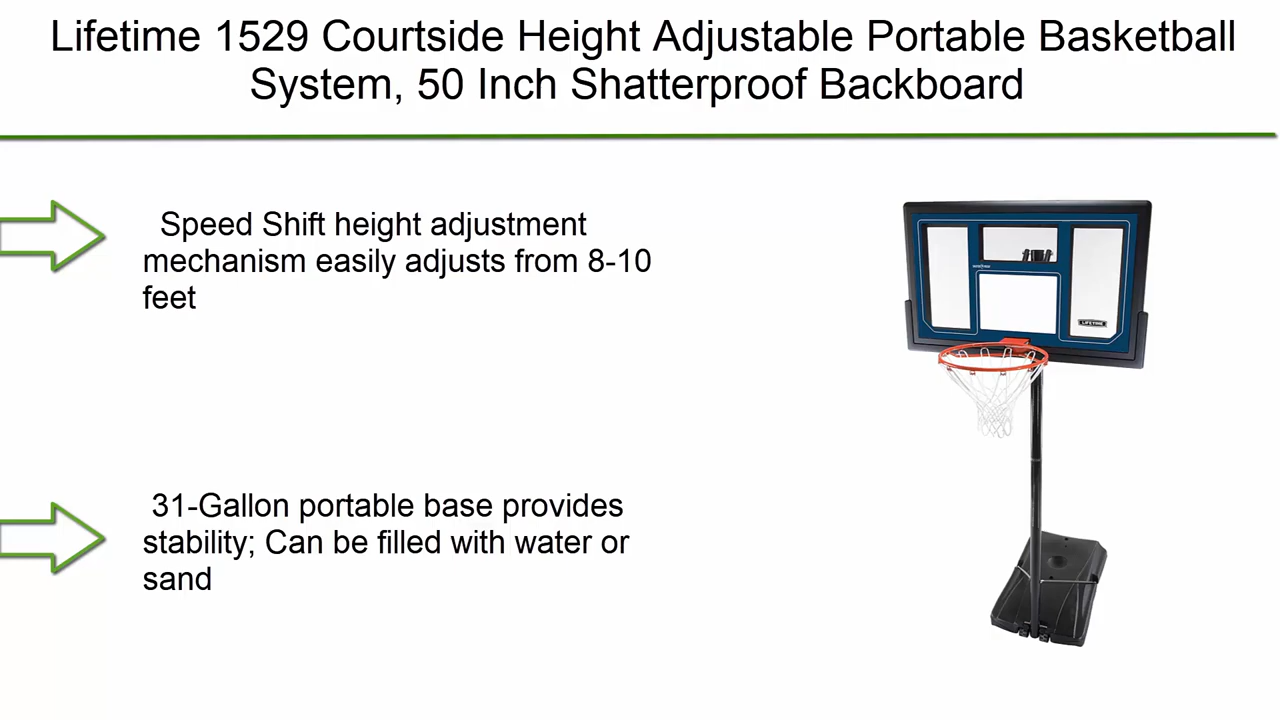 Lifetime 1529 Courtside Height Adjustable Portable Basketball
System, 50 Inch Shatterproof Backboard
Speed Shift height adjustment
mechanism easily adjusts from 8-10
feet
31-Gallon portable base provides
stability; Can be filled with water or
sand
LIFETIME